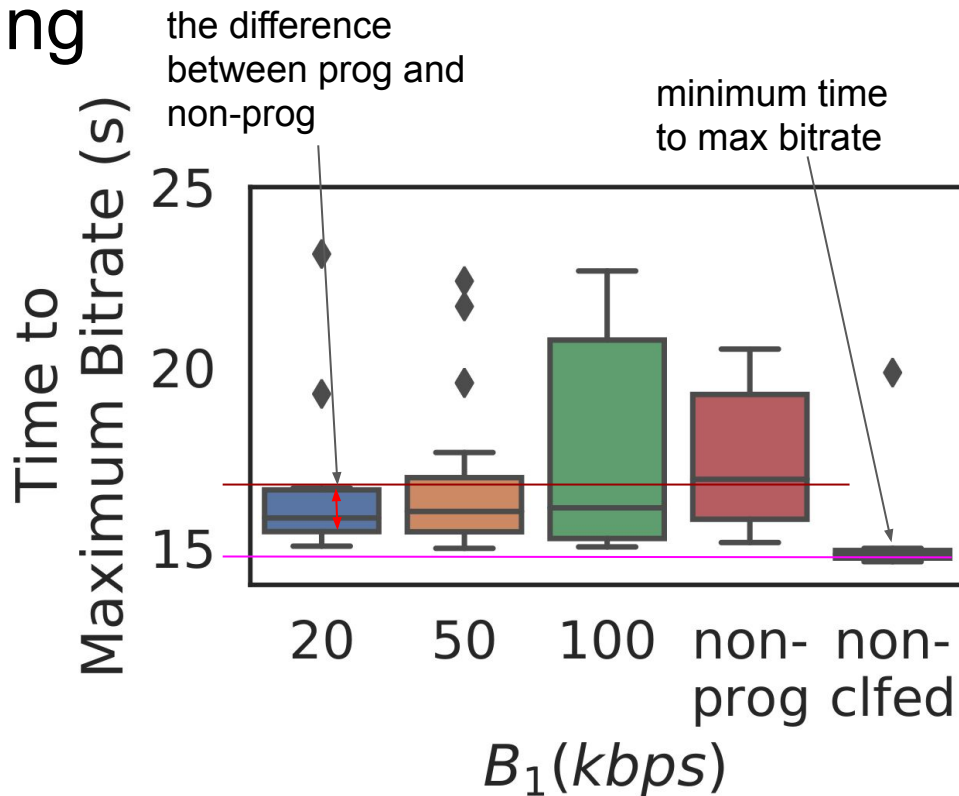 ng
the difference
between prog and
non-prog
minimum time
to max bitrate
Time to
Maximum Bitrate (s)
25
20
15
20
50
100
non-
prog
non-
clfed
B₁(kbps)